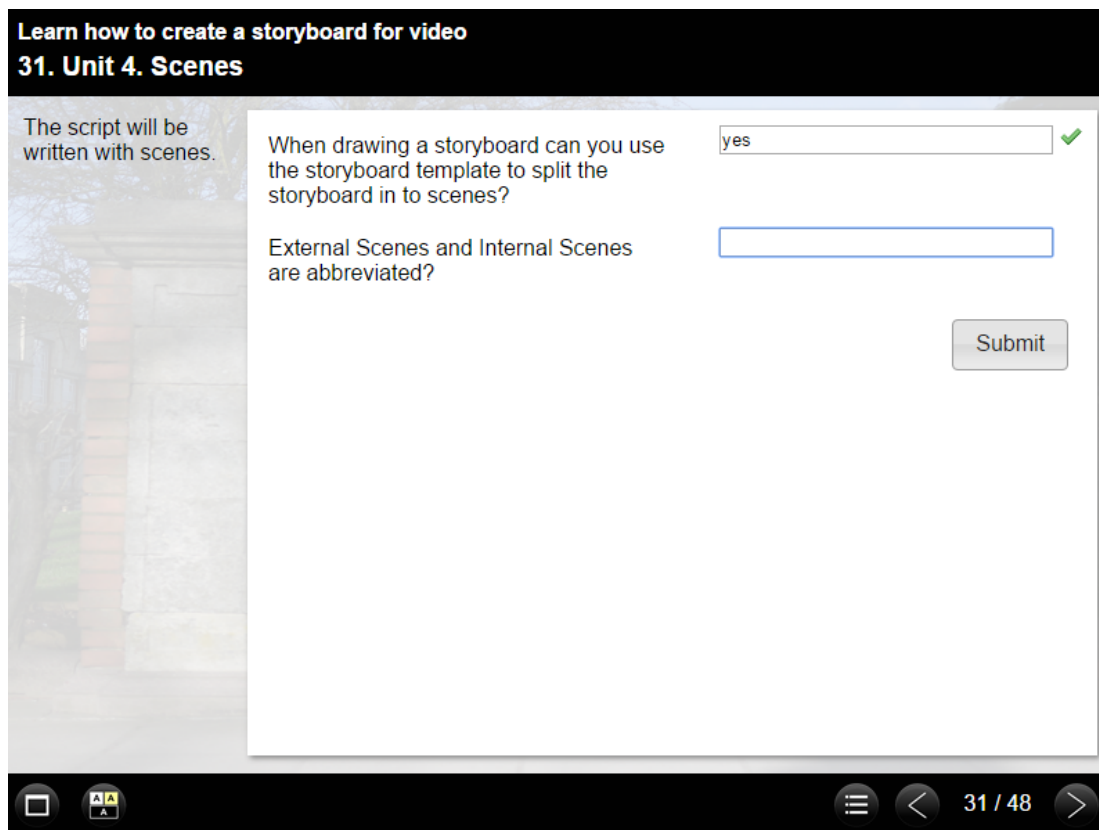 Learn how to create a storyboard for video
31. Unit 4. Scenes
The script will be
written with scenes.
When drawing a storyboard can you use
the storyboard template to split the
storyboard in to scenes?
yes
External Scenes and Internal Scenes
are abbreviated?
Submit
A A
A
31 / 48